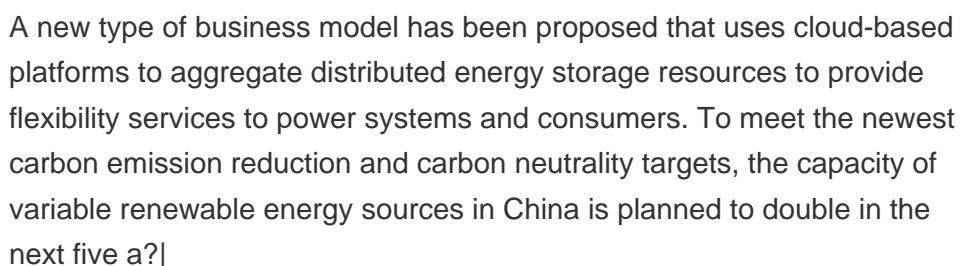 A new type of business model has been proposed that uses cloud-based
platforms to aggregate distributed energy storage resources to provide
flexibility services to power systems and consumers. To meet the newest
carbon emission reduction and carbon neutrality targets, the capacity of
variable renewable energy sources in China is planned to double in the
next five a?|